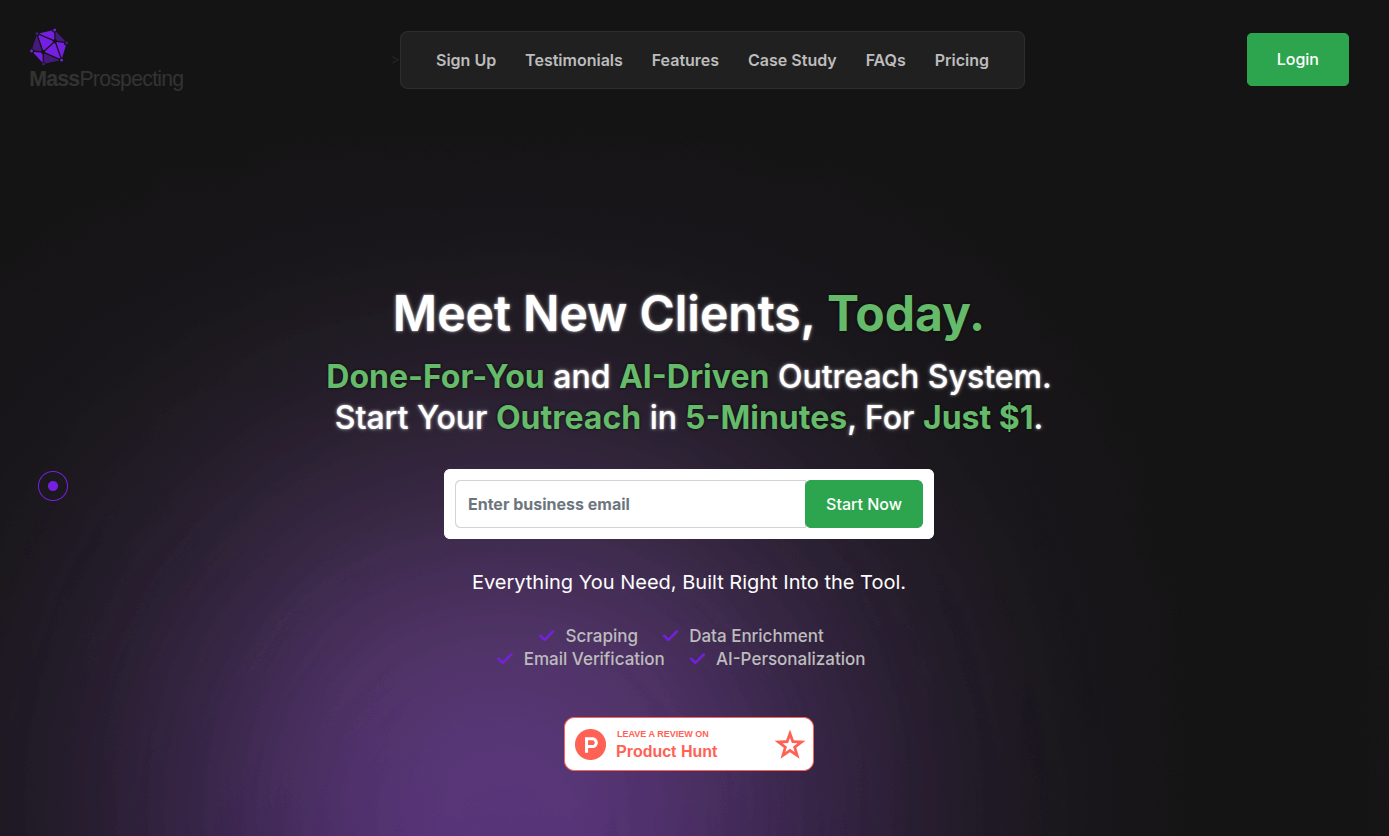 MassProspecting
Sign Up Testimonials Features Case Study FAQs Pricing
Login
Meet New Clients, Today.
Done-For-You and AI-Driven Outreach System.
Start Your Outreach in 5-Minutes, For Just $1.
Enter business email Start Now
Everything You Need, Built Right Into the Tool.
Scraping Data Enrichment
Email Verification AI-Personalization
LEAVE A REVIEW ON
P Product Hunt